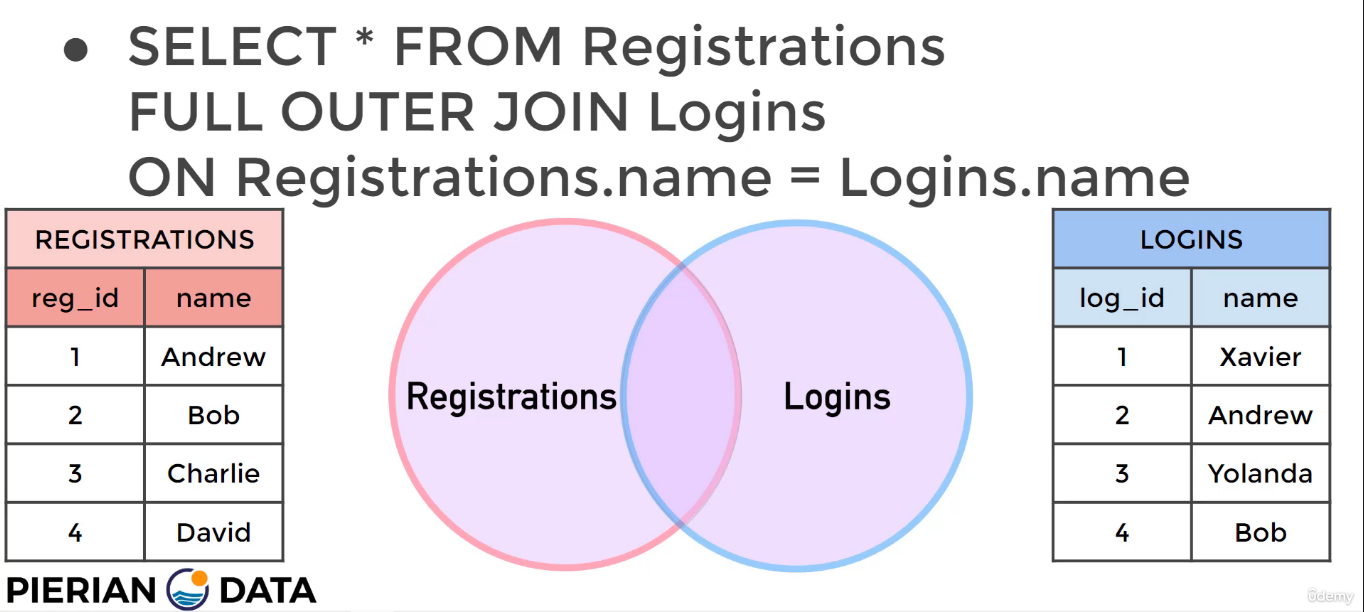 ● SELECT * FROM Registrations
FULL OUTER JOIN Logins
ON Registrations.name = Logins.name
REGISTRATIONS
reg_id name
1 Andrew
2 Bob
3 Charlie
4 David
Registrations
Logins
LOGINS
log_id name
1 Xavier
2 Andrew
3 Yolanda
4 Bob
PIERIAN DATA
ûdemy